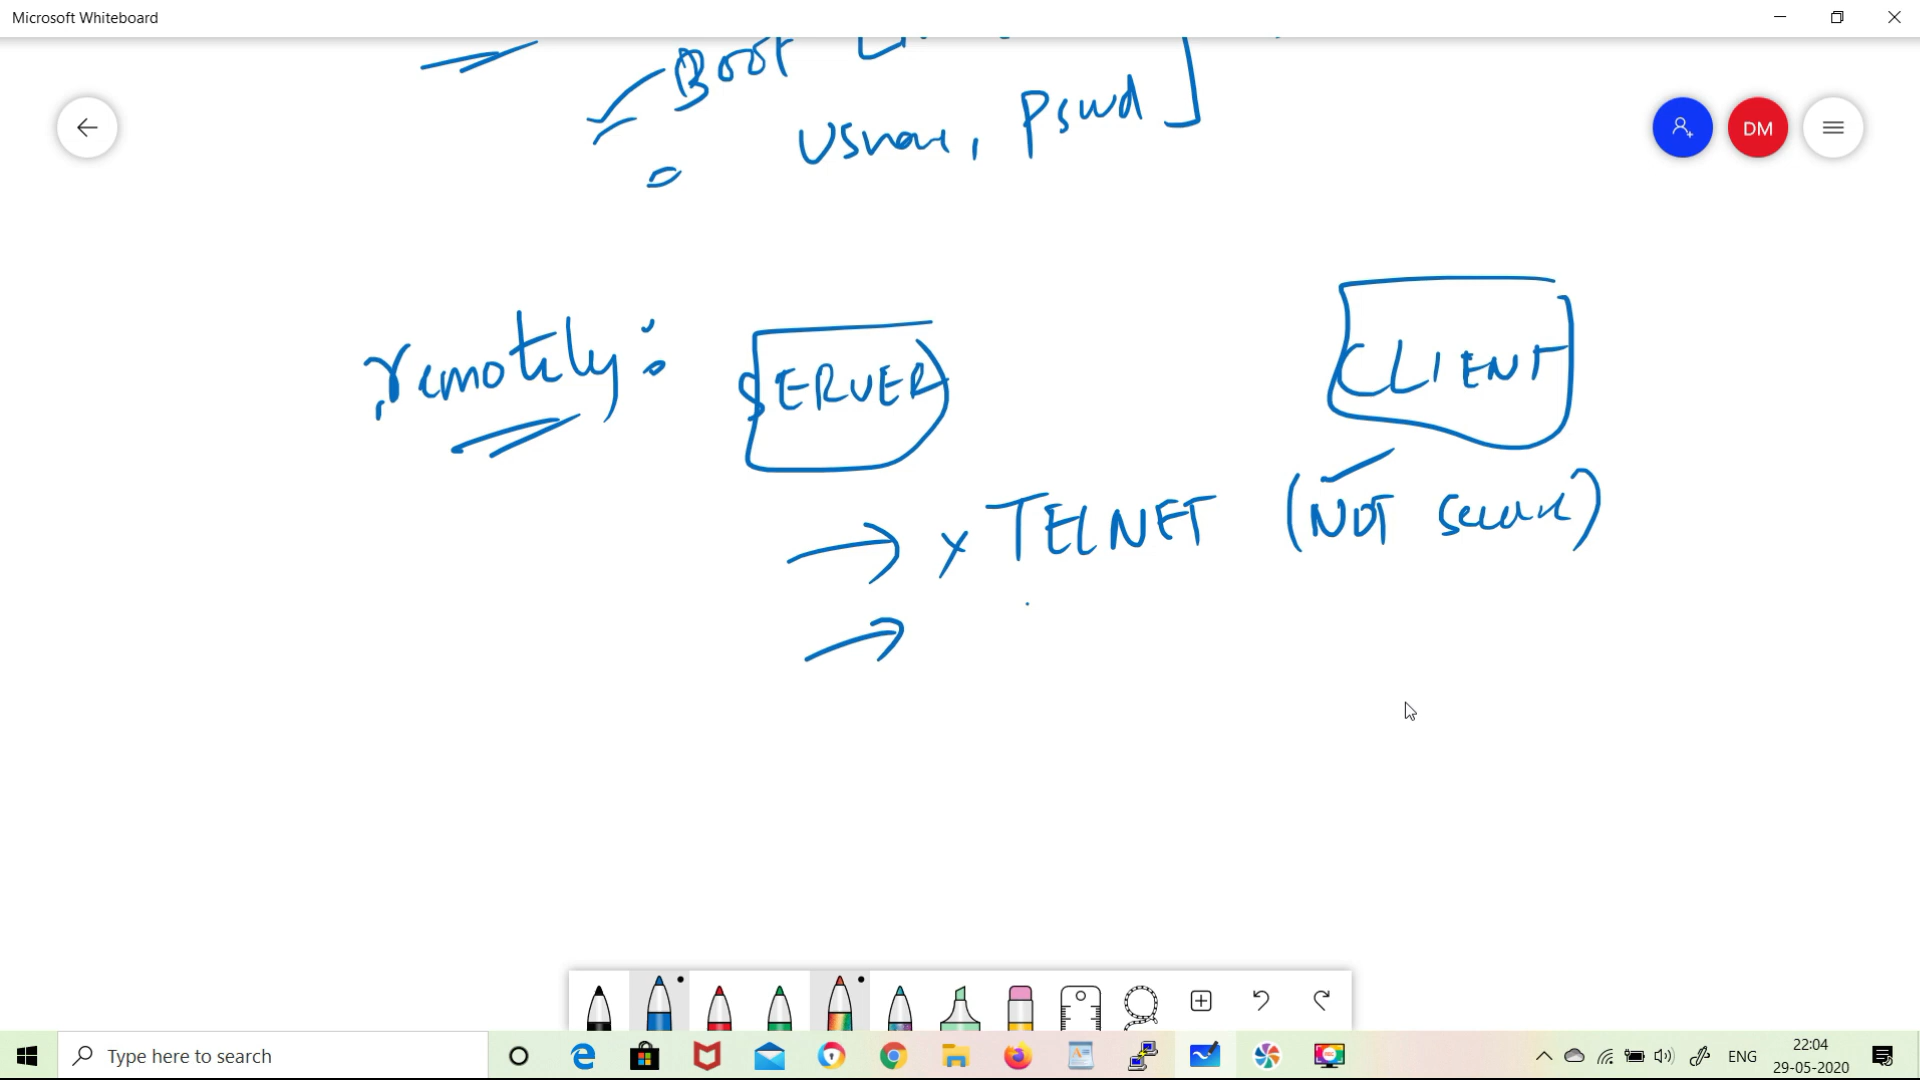 Microsoft Whiteboard
Boot [
Usname, Pswd ]
DM
remotely:
SERVER
CLIENT
→ x TELNET (NOT secure)
→
Type here to search
ENG
22:04
29-05-2020